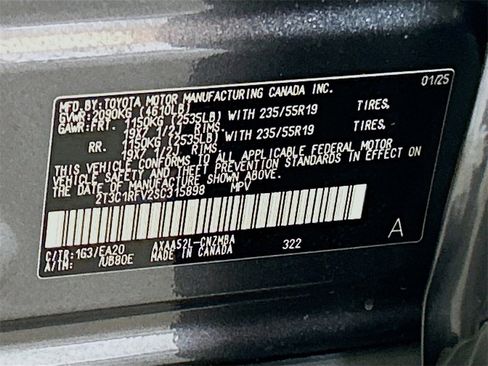 MFD.BY:TOYOTA MOTOR MANUFACTURING CANADA INC. 01/25
GVWR:2090KG (4610LB)
GAWR:FRT. 1150KG (2535LB) WITH 235/55R19 TIRES,
19X7 1/2J RIMS.
RR. 1150KG (2535LB) WITH 235/55R19 TIRES,
19X7 1/2J RIMS.
THIS VEHICLE CONFORMS TO ALL APPLICABLE FEDERAL MOTOR
VEHICLE SAFETY AND THEFT PREVENTION STANDARDS IN EFFECT ON
THE DATE OF MANUFACTURE SHOWN ABOVE.
2T3C1RFV2SC315898 MPV
A
C/TR:1G3/EA20 AXAA52L-CNZMBA 322
A/TM: /UB80E MADE IN CANADA